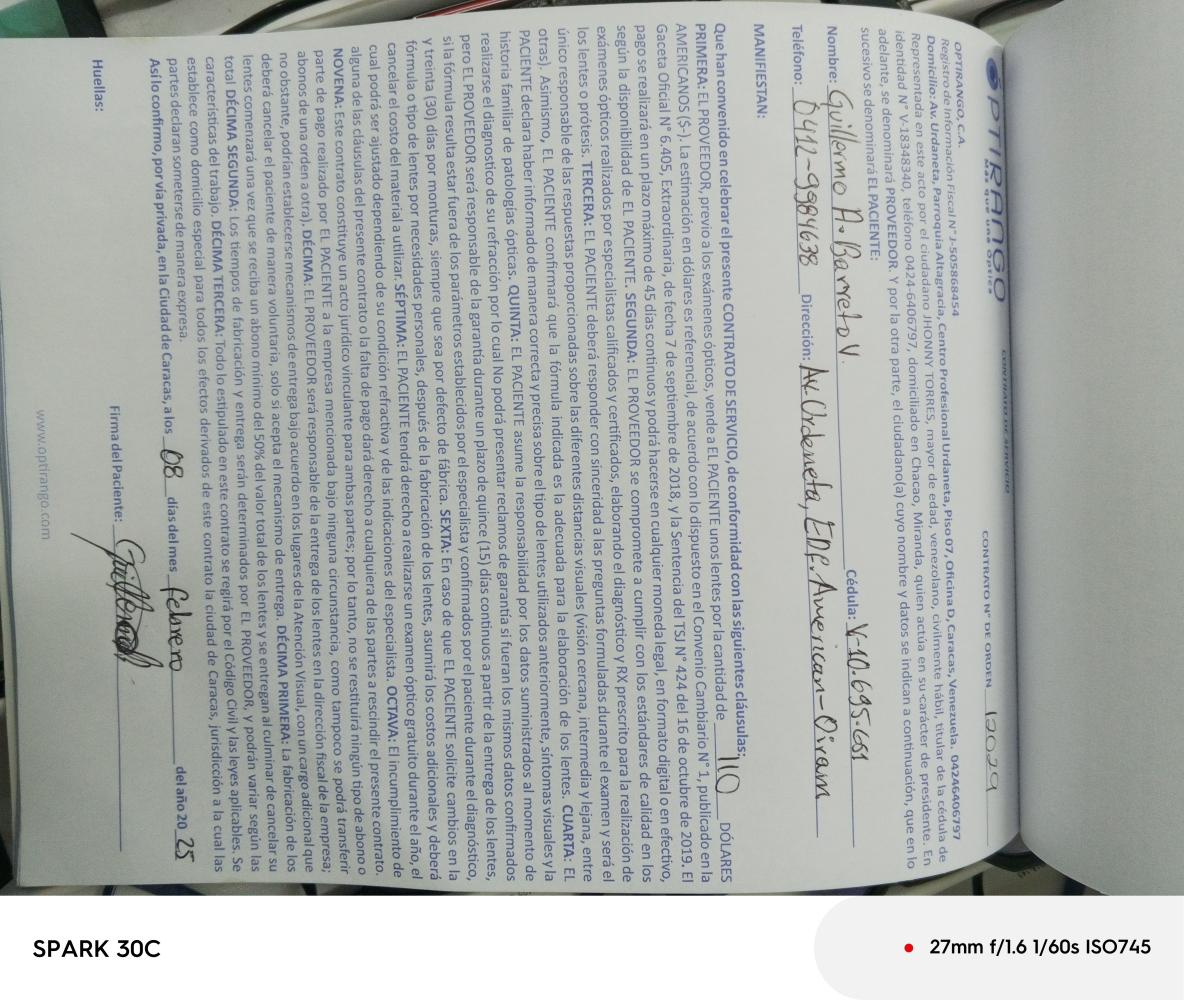 OPTIRANGO
Más que una óptica
CONTRATO DE SERVICIO
CONTRATO N° DE ORDEN 12029
OPTIRANGO, C.A.
Registro de Información Fiscal N° J-505868454
Domicilio: Av. Urdaneta, Parroquia Altagracia, Centro Profesional Urdaneta, Piso 07, Oficina D, Caracas, Venezuela. 04246406797
Representada en este acto por el ciudadano JHONNY TORRES, mayor de edad, venezolano, civilmente hábil, titular de la cédula de
identidad N° V-18348340, teléfono 0424-6406797, domiciliado en Chacao, Miranda, quien actúa en su carácter de presidente. En
adelante, se denominará PROVEEDOR. Y por la otra parte, el ciudadano(a) cuyo nombre y datos se indican a continuación, que en lo
sucesivo se denominará EL PACIENTE:
Nombre: Guillermo A. Barreto V. Cédula: V-10.695.651
Teléfono: 0412-9984638 Dirección: Av. Urdeneta, EDF. American-Oiram
MANIFIESTAN:
Que han convenido en celebrar el presente CONTRATO DE SERVICIO, de conformidad con las siguientes cláusulas:
PRIMERA: EL PROVEEDOR, previo a los exámenes ópticos, vende a EL PACIENTE unos lentes por la cantidad de 110 DÓLARES
AMERICANOS ($-). La estimación en dólares es referencial, de acuerdo con lo dispuesto en el Convenio Cambiario N° 1, publicado en la
Gaceta Oficial N° 6.405, Extraordinaria, de fecha 7 de septiembre de 2018, y la Sentencia del TSJ N° 424 del 16 de octubre de 2019. El
pago se realizará en un plazo máximo de 45 días continuos y podrá hacerse en cualquier moneda legal, en formato digital o en efectivo,
según la disponibilidad de EL PACIENTE. SEGUNDA: EL PROVEEDOR se compromete a cumplir con los estándares de calidad en los
exámenes ópticos realizados por especialistas calificados y certificados, elaborando el diagnóstico y RX prescrito para la realización de
los lentes o prótesis. TERCERA: EL PACIENTE deberá responder con sinceridad a las preguntas formuladas durante el examen y será el
único responsable de las respuestas proporcionadas sobre las diferentes distancias visuales (visión cercana, intermedia y lejana, entre
otras). Asimismo, EL PACIENTE confirmará que la fórmula indicada es la adecuada para la elaboración de los lentes. CUARTA: EL
PACIENTE declara haber informado de manera correcta y precisa sobre el tipo de lentes utilizados anteriormente, síntomas visuales y la
historia familiar de patologías ópticas. QUINTA: EL PACIENTE asume la responsabilidad por los datos suministrados al momento de
realizarse el diagnostico de su refracción por lo cual No podrá presentar reclamos de garantía si fueran los mismos datos confirmados
pero EL PROVEEDOR será responsable de la garantía durante un plazo de quince (15) días continuos a partir de la entrega de los lentes,
si la fórmula resulta estar fuera de los parámetros establecidos por el especialista y confirmados por el paciente durante el diagnóstico,
y treinta (30) días por monturas, siempre que sea por defecto de fábrica. SEXTA: En caso de que EL PACIENTE solicite cambios en la
fórmula o tipo de lentes por necesidades personales, después de la fabricación de los lentes, asumirá los costos adicionales y deberá
cancelar el costo del material a utilizar. SÉPTIMA: EL PACIENTE tendrá derecho a realizarse un examen óptico gratuito durante el año, el
cual podrá ser ajustado dependiendo de su condición refractiva y de las indicaciones del especialista. OCTAVA: El incumplimiento de
alguna de las cláusulas del presente contrato o la falta de pago dará derecho a cualquiera de las partes a rescindir el presente contrato.
NOVENA: Este contrato constituye un acto jurídico vinculante para ambas partes; por lo tanto, no se restituirá ningún tipo de abono o
parte de pago realizado por EL PACIENTE a la empresa mencionada bajo ninguna circunstancia, como tampoco se podrá transferir
abonos de una orden a otra). DÉCIMA: EL PROVEEDOR será responsable de la entrega de los lentes en la dirección fiscal de la empresa;
no obstante, podrían establecerse mecanismos de entrega bajo acuerdo en los lugares de la Atención Visual, con un cargo adicional que
deberá cancelar el paciente de manera voluntaria, solo si acepta el mecanismo de entrega. DÉCIMA PRIMERA: La fabricación de los
lentes comenzará una vez que se reciba un abono mínimo del 50% del valor total de los lentes y se entregan al culminar de cancelar su
total DÉCIMA SEGUNDA: Los tiempos de fabricación y entrega serán determinados por EL PROVEEDOR, y podrán variar según las
características del trabajo. DÉCIMA TERCERA: Todo lo estipulado en este contrato se regirá por el Código Civil y las leyes aplicables. Se
establece como domicilio especial para todos los efectos derivados de este contrato la ciudad de Caracas, jurisdicción a la cual las
partes declaran someterse de manera expresa.
Así lo confirmo, por vía privada, en la Ciudad de Caracas, a los 08 días del mes febrero del año 20 25
Huellas:
Firma del Paciente:
www.optirango.com
SPARK 30C
27mm f/1.6 1/60s ISO745